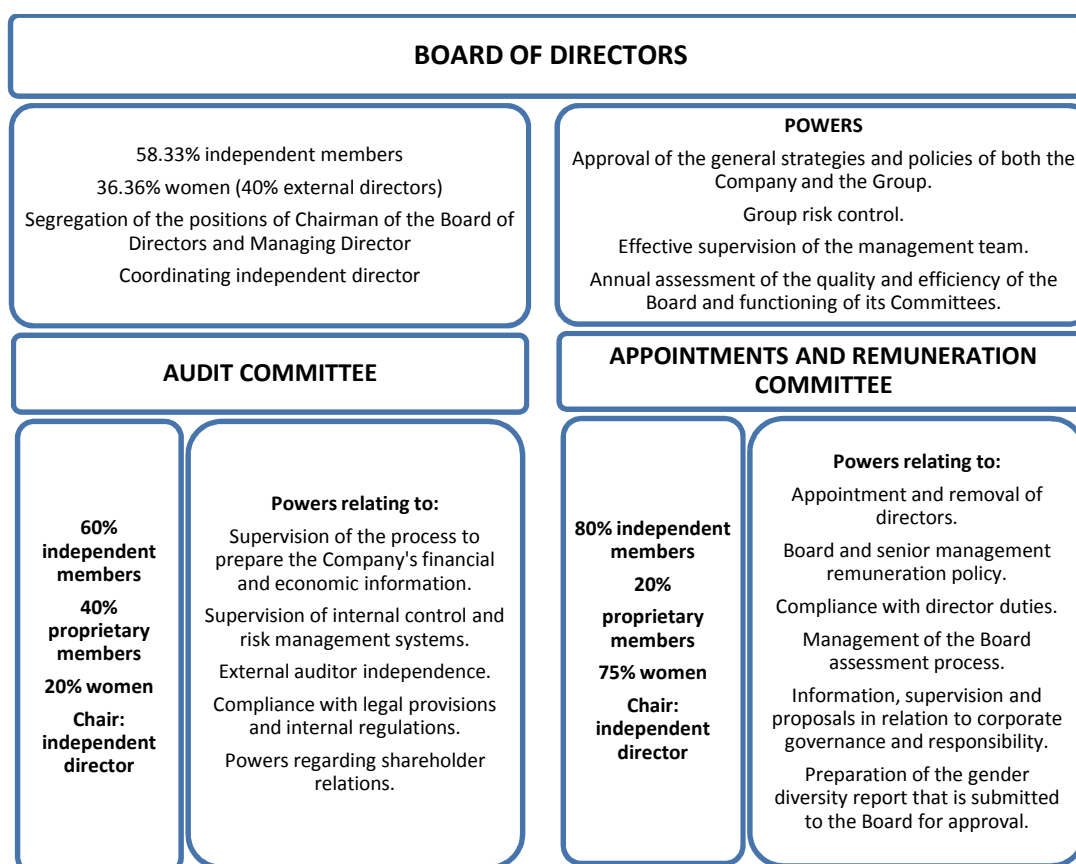 BOARD OF DIRECTORS
58.33% independent members
36.36% women (40% external directors)
Segregation of the positions of Chairman of the Board of
Directors and Managing Director
Coordinating independent director
POWERS
Approval of the general strategies and policies of both the
Company and the Group.
Group risk control.
Effective supervision of the management team.
Annual assessment of the quality and efficiency of the
Board and functioning of its Committees.
AUDIT COMMITTEE
60%
independent
members
40%
proprietary
members
20% women
Chair:
independent
director
Powers relating to:
Supervision of the process to
prepare the Company's financial
and economic information.
Supervision of internal control and
risk management systems.
External auditor independence.
Compliance with legal provisions
and internal regulations.
Powers regarding shareholder
relations.
APPOINTMENTS AND REMUNERATION
COMMITTEE
80% independent
members
20%
proprietary
members
75% women
Chair:
independent
director
Powers relating to:
Appointment and removal of
directors.
Board and senior management
remuneration policy.
Compliance with director duties.
Management of the Board
assessment process.
Information, supervision and
proposals in relation to corporate
governance and responsibility.
Preparation of the gender
diversity report that is submitted
to the Board for approval.